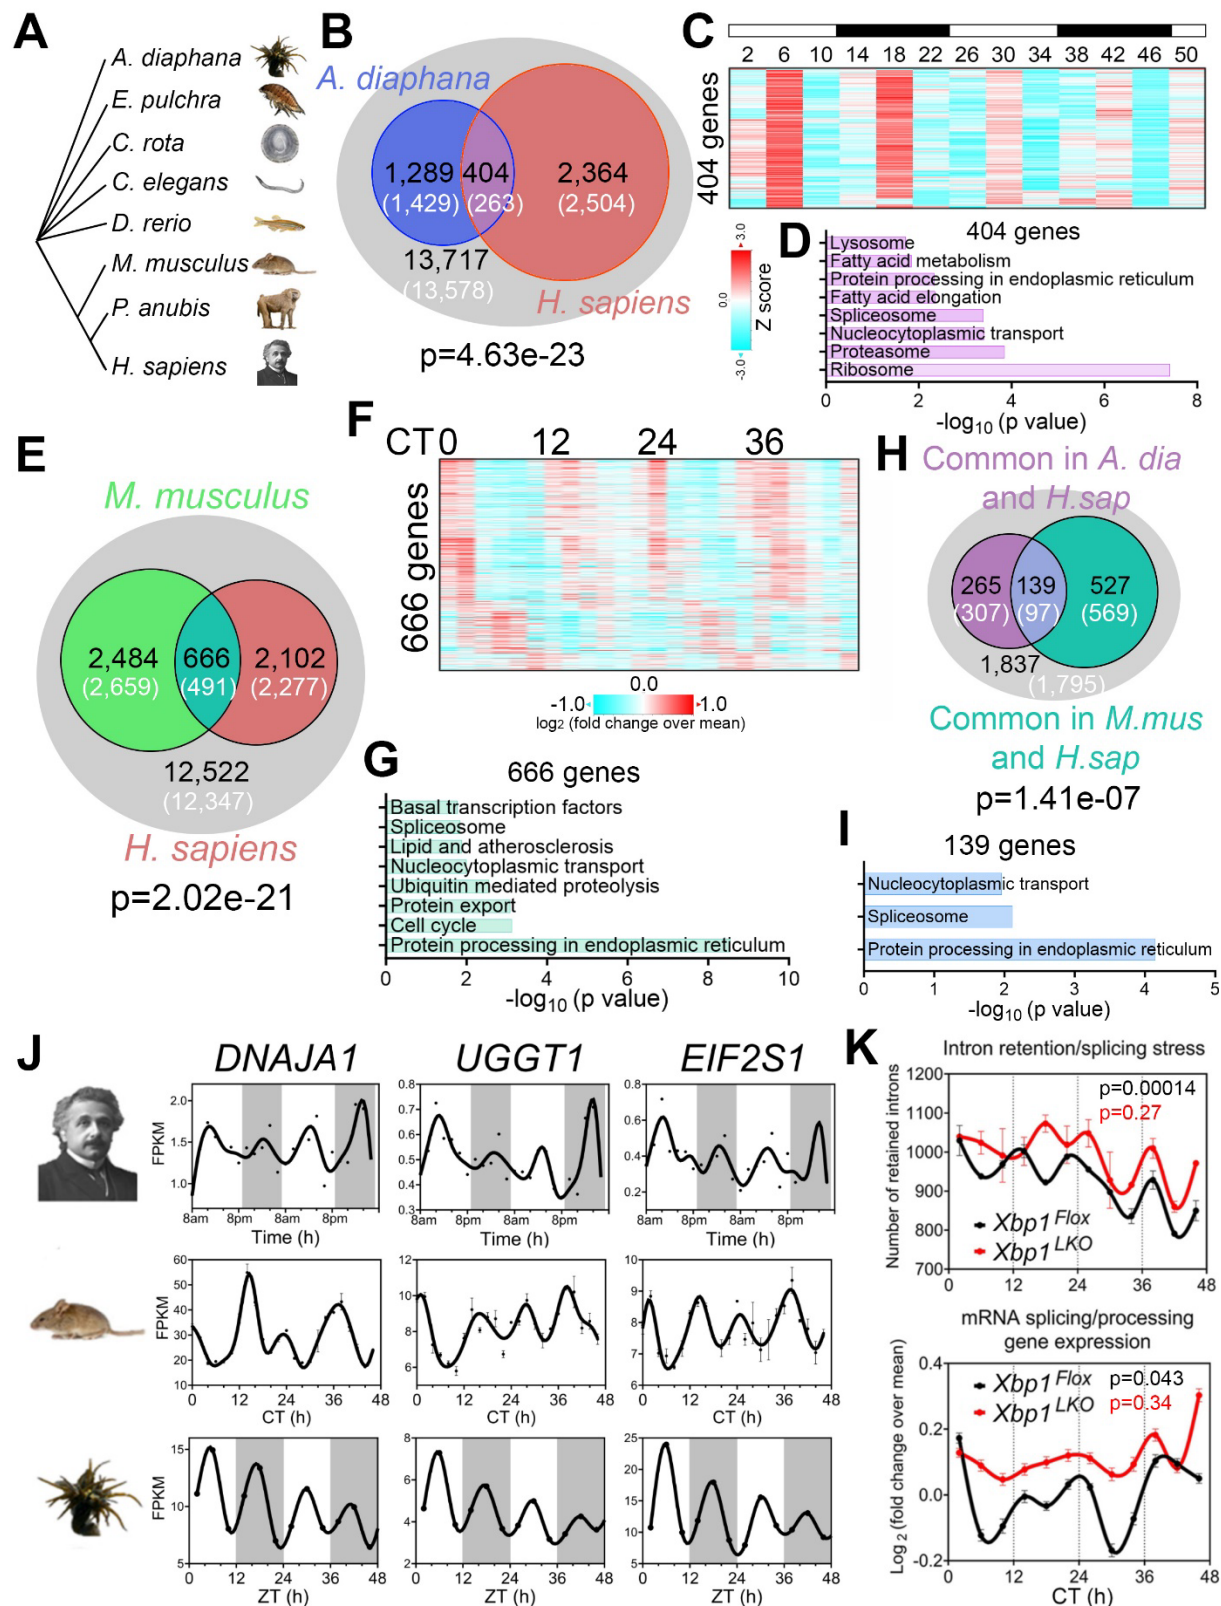 A
A. diaphana
E. pulchra
C. rota
C. elegans
D. rerio
M. musculus
P. anubis
H. sapiens
B
A. diaphana
1,289 404 2,364
(1,429) (263) (2,504)
13,717
(13,578)
H. sapiens
p=4.63e-23
C
2 6 10 14 18 22 26 30 34 38 42 46 50
404 genes
3.0
0.0
-3.0
Z score
D
404 genes
Lysosome
Fatty acid metabolism
Protein processing in endoplasmic reticulum
Fatty acid elongation
Spliceosome
Nucleocytoplasmic transport
Proteasome
Ribosome
0 2 4 6 8
-log10 (p value)
E
M. musculus
2,484 666 2,102
(2,659) (491) (2,277)
12,522
(12,347)
H. sapiens
p=2.02e-21
F
CT 0 12 24 36
666 genes
0.0
-1.0 1.0
log2 (fold change over mean)
G
666 genes
Basal transcription factors
Spliceosome
Lipid and atherosclerosis
Nucleocytoplasmic transport
Ubiquitin mediated proteolysis
Protein export
Cell cycle
Protein processing in endoplasmic reticulum
0 2 4 6 8 10
-log10 (p value)
H
Common in A. dia
and H.sap
265 139 527
(307) (97) (569)
1,837
(1,795)
Common in M.mus
and H.sap
p=1.41e-07
I
139 genes
Nucleocytoplasmic transport
Spliceosome
Protein processing in endoplasmic reticulum
0 1 2 3 4 5
-log10 (p value)
J
DNAJA1 UGGT1 EIF2S1
FPKM
2.0
1.5
1.0
8am 8pm 8am 8pm
Time (h)
0.8
0.7
0.6
0.5
0.4
0.3
8am 8pm 8am 8pm
Time (h)
0.8
0.6
0.4
0.2
8am 8pm 8am 8pm
Time (h)
FPKM
60
50
40
30
20
10
0 12 24 36 48
CT (h)
12
10
8
6
0 12 24 36 48
CT (h)
10
9
8
7
6
0 12 24 36 48
CT (h)
FPKM
15
10
5
0 12 24 36 48
ZT (h)
8
6
4
2
0 12 24 36 48
ZT (h)
25
20
15
10
5
0 12 24 36 48
ZT (h)
K
Intron retention/splicing stress
Number of retained introns
1200
1100
1000
900
800
700
p=0.00014
p=0.27
Xbp1Flox
Xbp1LKO
0 12 24 36 48
mRNA splicing/processing
gene expression
Log2 (fold change over mean)
0.4
0.2
0.0
-0.2
Xbp1Flox p=0.043
Xbp1LKO p=0.34
0 12 24 36 48
CT (h)